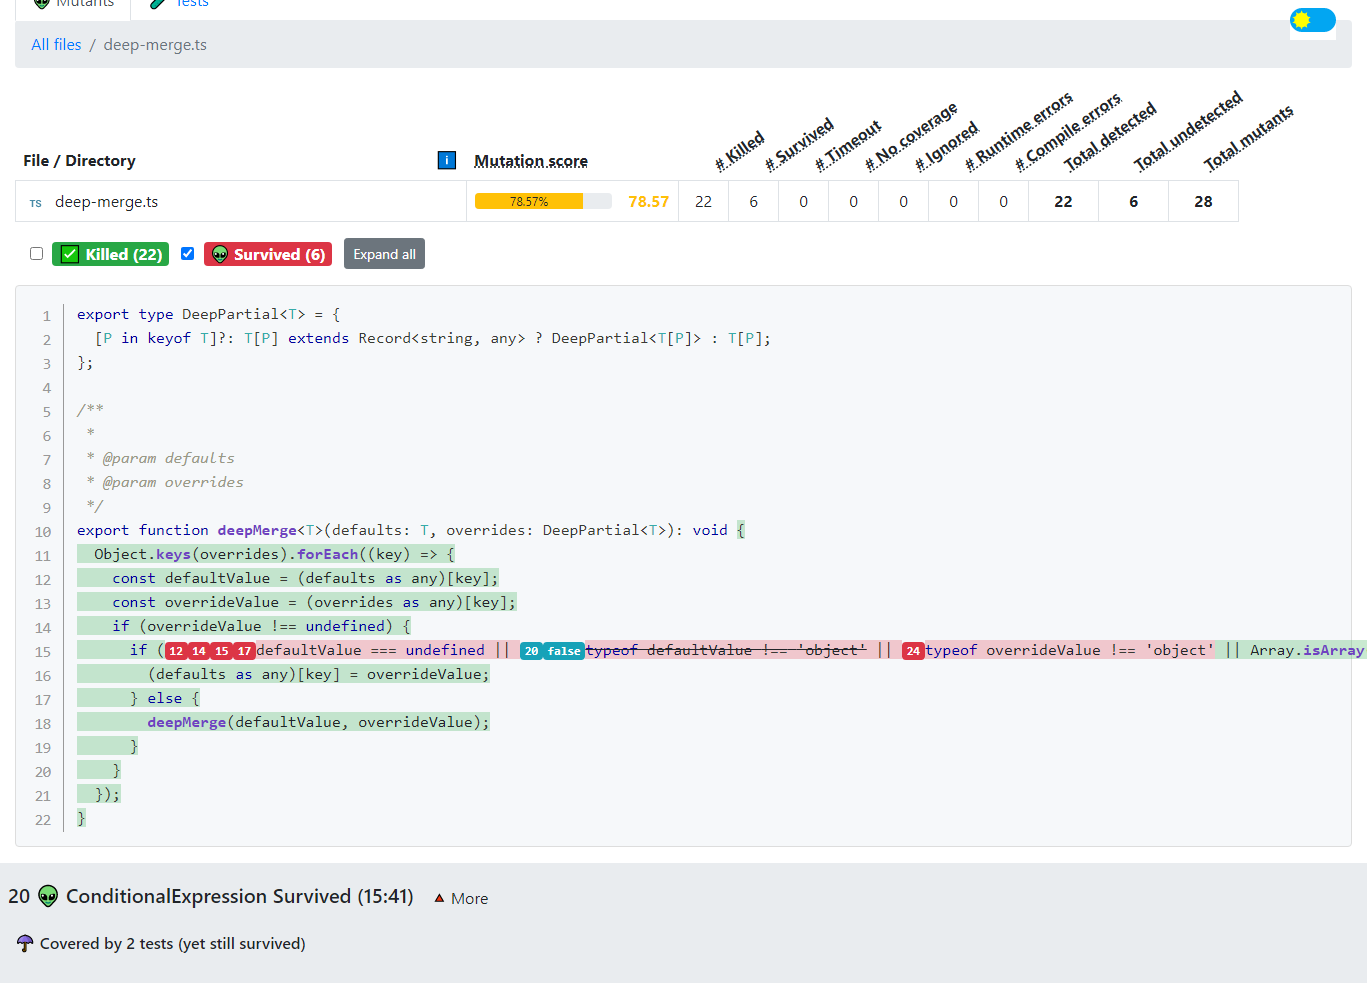 Mutants Tests
All files / deep-merge.ts
File / Directory i Mutation score # Killed # Survived # Timeout # No coverage # Ignored # Runtime errors # Compile errors Total detected Total undetected Total mutants
TS deep-merge.ts 78.57% 78.57 22 6 0 0 0 0 0 22 6 28
Killed (22) Survived (6) Expand all
1 export type DeepPartial<T> = {
2 [P in keyof T]?: T[P] extends Record<string, any> ? DeepPartial<T[P]> : T[P];
3 };
4
5 /**
6 *
7 * @param defaults
8 * @param overrides
9 */
10 export function deepMerge<T>(defaults: T, overrides: DeepPartial<T>): void {
11 Object.keys(overrides).forEach((key) => {
12 const defaultValue = (defaults as any)[key];
13 const overrideValue = (overrides as any)[key];
14 if (overrideValue !== undefined) {
15 if (12 14 15 17 defaultValue === undefined || 20 false typeof defaultValue !== 'object' || 24 typeof overrideValue !== 'object' || Array.isArray
16 (defaults as any)[key] = overrideValue;
17 } else {
18 deepMerge(defaultValue, overrideValue);
19 }
20 }
21 });
22 }
20 ConditionalExpression Survived (15:41) More
Covered by 2 tests (yet still survived)